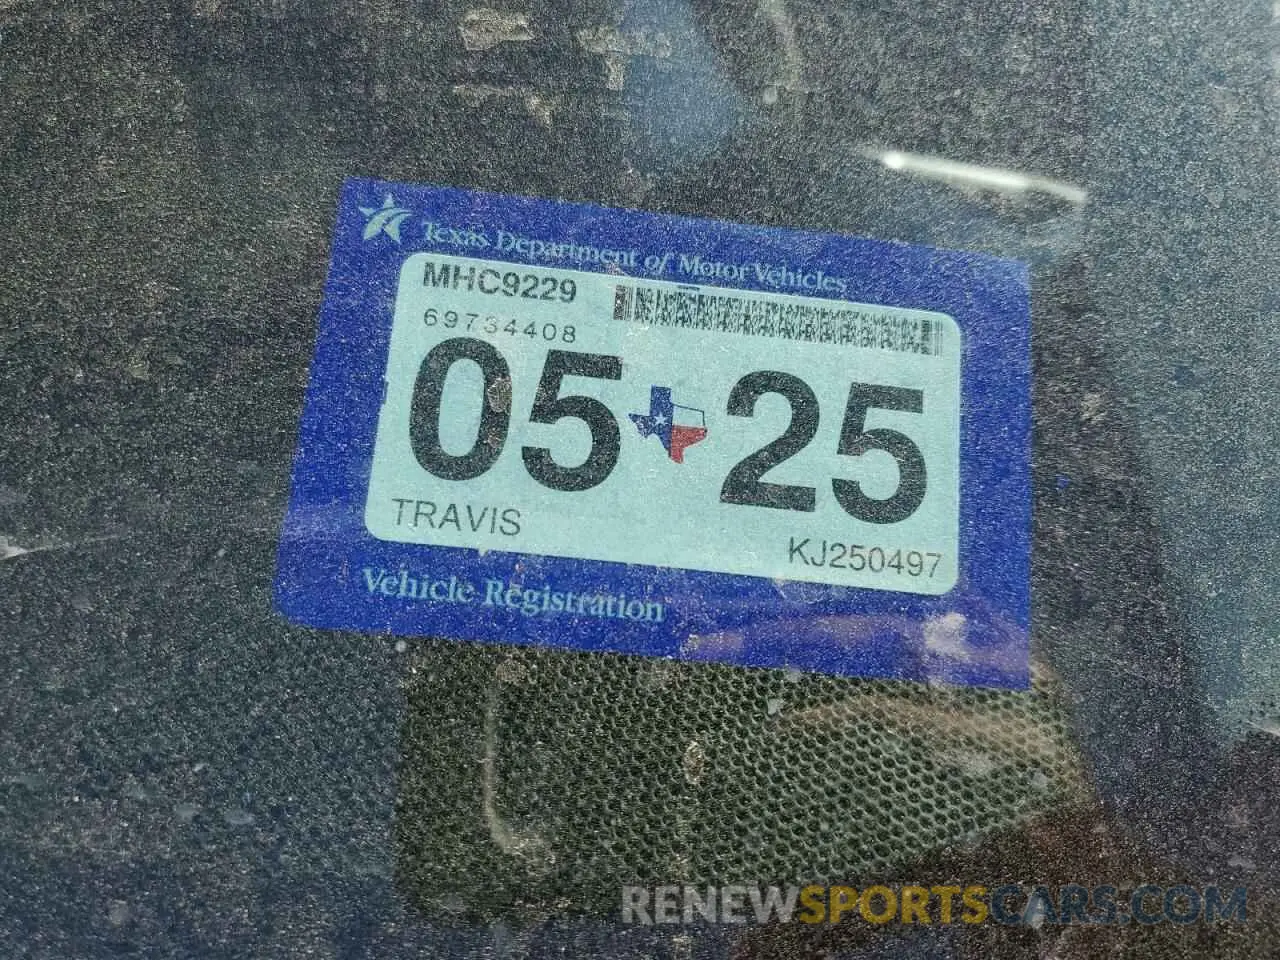 Texas Department of Motor Vehicles
MHC9229
69734408
05 25
TRAVIS
KJ250497
Vehicle Registration
RENEWSPORTSCARS.COM